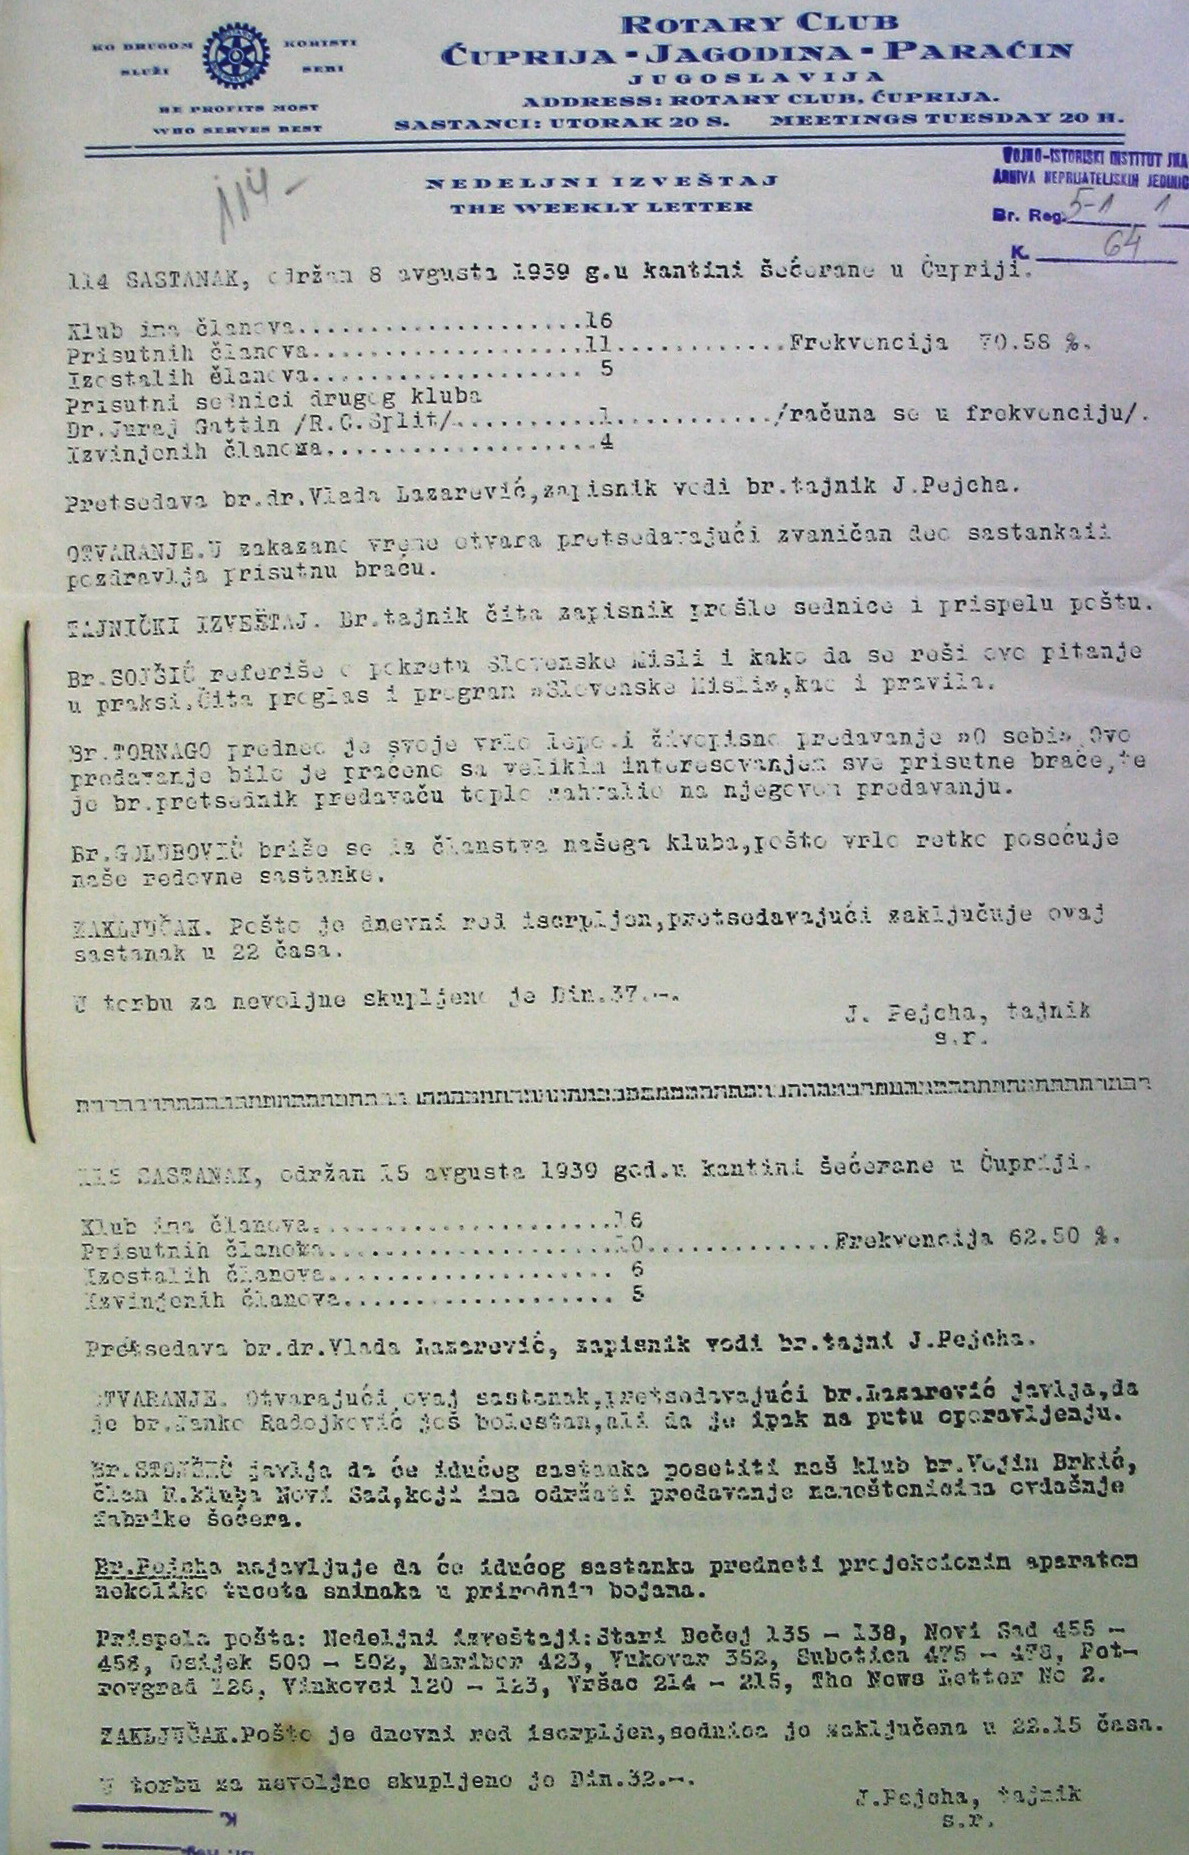 KO DRUGOM KORISTI
SLUŽI SEBI
HE PROFITS MOST
WHO SERVES BEST
ROTARY CLUB
ĆUPRIJA - JAGODINA - PARAĆIN
JUGOSLAVIJA
ADDRESS: ROTARY CLUB, ĆUPRIJA.
SASTANCI: UTORAK 20 S. MEETINGS TUESDAY 20 H.
VOJNO-ISTORISKI INSTITUT JNA
ARHIVA NEPRIJATELJSKIH JEDINIC
Br. Reg. 5-1 1
K. 64
114 -
NEDELJNI IZVEŠTAJ
THE WEEKLY LETTER
114 SASTANAK, održan 8 avgusta 1939 g.u kantini šećerane u Ćupriji.
Klub ima članova....................16
Prisutnih članova...................11............Frekvencija 70.58 %.
Izostalih članova................... 5
Prisutni sednici drugog kluba
Dr.Juraj Gattin /R.C.Split/..........1............/računa se u frekvenciju/.
Izvinjenih članova...................4
Pretsedava br.dr.Vlada Lazarević,zapisnik vodi br.tajnik J.Pejcha.
OTVARANJE.U zakazano vreme otvara pretsedavajući zvaničan deo sastankaii
pozdravlja prisutnu braću.
TAJNIČKI IZVEŠTAJ. Br.tajnik čita zapisnik prošle sednice i prispelu poštu.
Br.SOJŠIĆ referiše o pokretu Slovenske Misli i kako da se reši ovo pitanje
u praksi.Čita proglas i program »Slovenske Misli»,kao i pravila.
Br.TORNAGO predneo je svoje vrlo lepo.i živopisno predavanje »O sebi».Ovo
predavanje bilo je praćeno sa velikim interesovanjem sve prisutne braće,te
je br.pretsednik predavaču toplo zahvalio na njegovom predavanju.
Br.GOLUBOVIĆ briše se iz članstva našega kluba,pošto vrlo retko posećuje
naše redovne sastanke.
ZAKLJUČAK. Pošto je dnevni red iscrpljen,pretsedavajući zaključuje ovaj
sastanak u 22 časa.
U torbu za nevoljne skupljeno je Din.37.-.
J. Pejcha, tajnik
s.r.
115 SASTANAK, održan 15 avgusta 1939 god.u kantini šećerane u Ćupriji.
Klub ima članova.....................16
Prisutnih članova....................10.............Frekvencija 62.50 %.
Izostalih članova.................... 6
Izvinjenih članova................... 5
Pretsedava br.dr.Vlada Lazarević, zapisnik vodi br.tajni J.Pejcha.
OTVARANJE. Otvarajući ovaj sastanak,pretsedavajući br.Lazarević javlja,da
je br.Janko Radojković još bolestan,ali da je ipak na putu oporavljenju.
Br.STOJŠIĆ javlja da će idućeg sastanka posetiti naš klub br.Vojin Brkić,
član R.kluba Novi Sad,koji ima održati predavanje nameštenicima ovdašnje
fabrike šećera.
Br.Pejcha najavljuje da će idućeg sastanka predneti projekcionim aparatom
nekoliko tuceta snimaka u prirodnim bojama.
Prispela pošta: Nedeljni izveštaji:Stari Bečej 135 - 138, Novi Sad 455 -
458, Osijek 500 - 502, Maribor 423, Vukovar 352, Subotica 475 - 478, Pet-
rovgrad 126, Vinkovci 120 - 123, Vršac 214 - 215, The News Letter No 2.
ZAKLJUČAK.Pošto je dnevni red iscrpljen,sednica je zaključena u 22.15 časa.
U torbu za nevoljne skupljeno je Din.32.-.
J.Pejcha, tajnik
s.r.
K